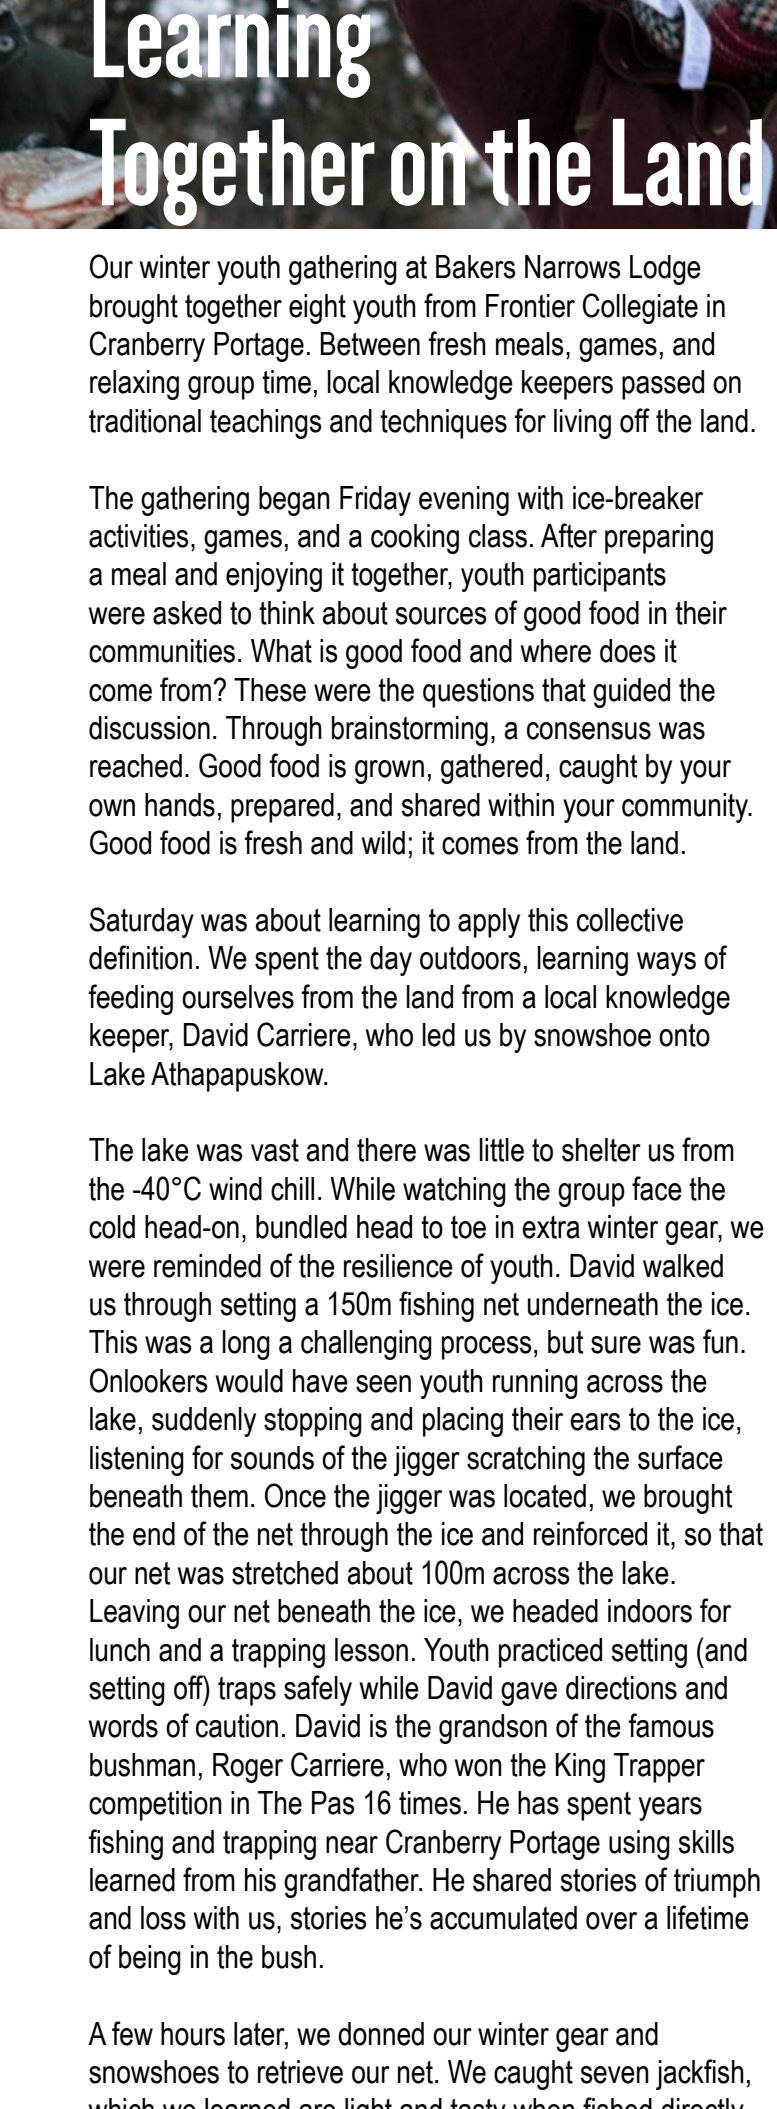 Learning
Together on the Land
Our winter youth gathering at Bakers Narrows Lodge
brought together eight youth from Frontier Collegiate in
Cranberry Portage. Between fresh meals, games, and
relaxing group time, local knowledge keepers passed on
traditional teachings and techniques for living off the land.
The gathering began Friday evening with ice-breaker
activities, games, and a cooking class. After preparing
a meal and enjoying it together, youth participants
were asked to think about sources of good food in their
communities. What is good food and where does it
come from? These were the questions that guided the
discussion. Through brainstorming, a consensus was
reached. Good food is grown, gathered, caught by your
own hands, prepared, and shared within your community.
Good food is fresh and wild; it comes from the land.
Saturday was about learning to apply this collective
definition. We spent the day outdoors, learning ways of
feeding ourselves from the land from a local knowledge
keeper, David Carriere, who led us by snowshoe onto
Lake Athapapuskow.
The lake was vast and there was little to shelter us from
the -40°C wind chill. While watching the group face the
cold head-on, bundled head to toe in extra winter gear, we
were reminded of the resilience of youth. David walked
us through setting a 150m fishing net underneath the ice.
This was a long a challenging process, but sure was fun.
Onlookers would have seen youth running across the
lake, suddenly stopping and placing their ears to the ice,
listening for sounds of the jigger scratching the surface
beneath them. Once the jigger was located, we brought
the end of the net through the ice and reinforced it, so that
our net was stretched about 100m across the lake.
Leaving our net beneath the ice, we headed indoors for
lunch and a trapping lesson. Youth practiced setting (and
setting off) traps safely while David gave directions and
words of caution. David is the grandson of the famous
bushman, Roger Carriere, who won the King Trapper
competition in The Pas 16 times. He has spent years
fishing and trapping near Cranberry Portage using skills
learned from his grandfather. He shared stories of triumph
and loss with us, stories he's accumulated over a lifetime
of being in the bush.
A few hours later, we donned our winter gear and
snowshoes to retrieve our net. We caught seven jackfish,
which we learned are light and tasty when fished directly